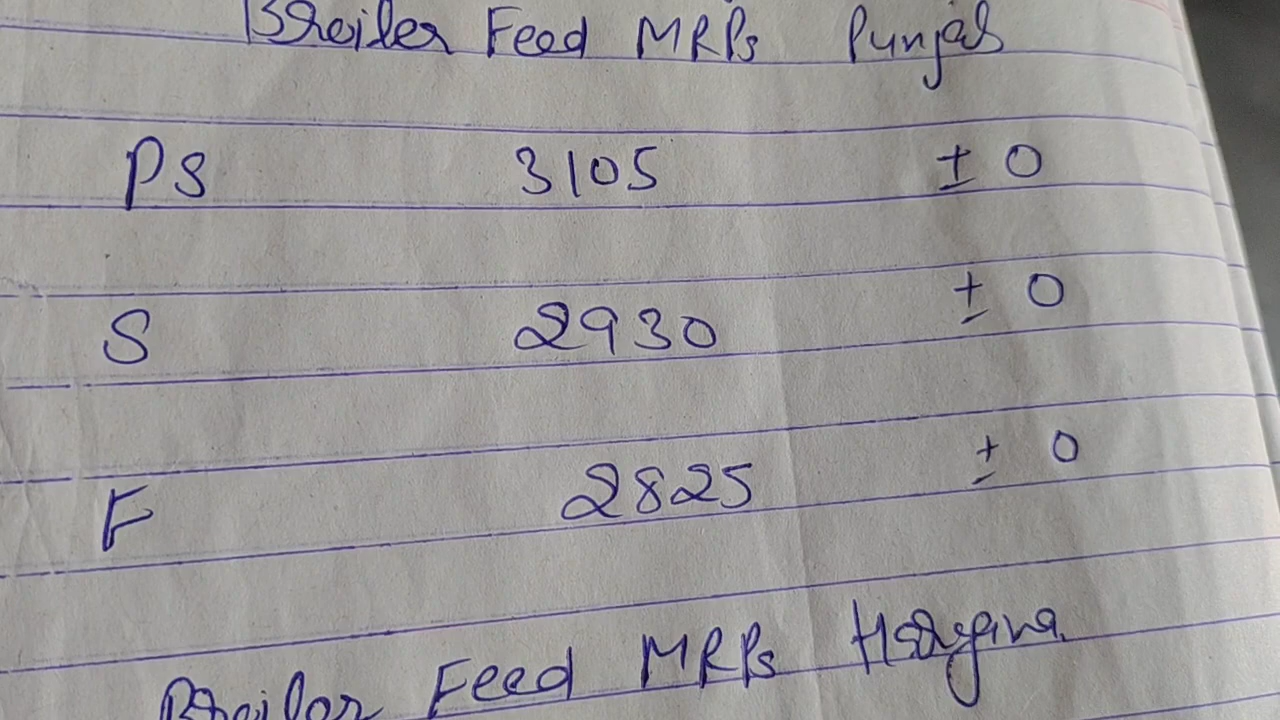 Broiler Feed MRPs Punjab
PS 3105 ± 0
S 2930 ± 0
F 2825 ± 0
Broiler Feed MRPs Haryana